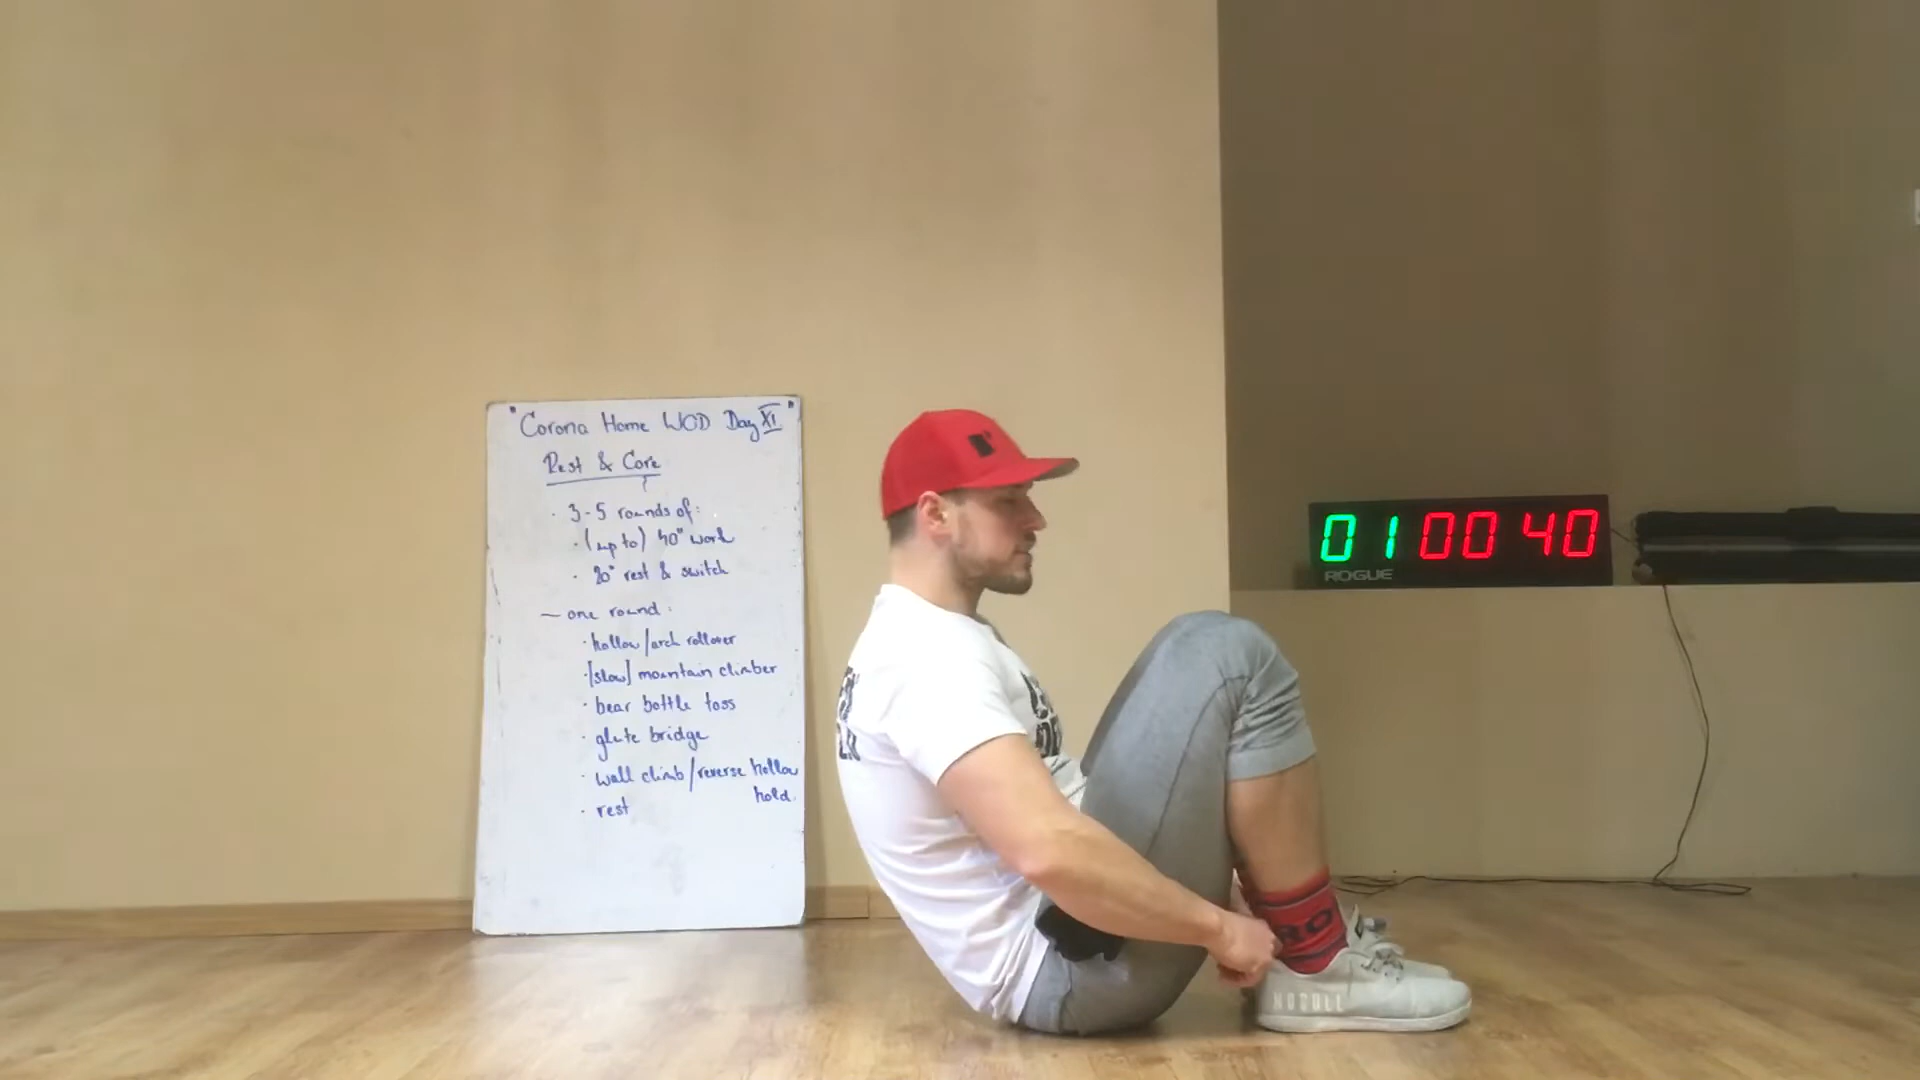 "Corona Home WOD Day XI"
Rest & Core
· 3-5 rounds of:
· (up to) 40" work
· 20" rest & switch
— one round:
· hollow/arch rollover
· [slow] mountain climber
· bear bottle toss
· glute bridge
· wall climb/reverse hollow
hold.
· rest
01 00 40
ROGUE
NOBULL